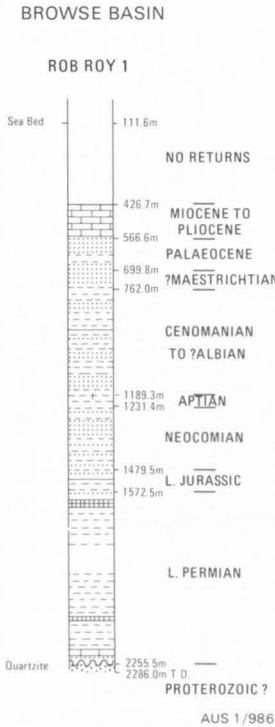 BROWSE BASIN
ROB ROY 1
Sea Bed
111.6m
NO RETURNS
426.7m
MIOCENE TO
PLIOCENE
566.6m
PALAEOCENE
699.8m
?MAESTRICHTIAN
762.0m
CENOMANIAN
TO ?ALBIAN
1189.3m
APTIAN
1231.4m
NEOCOMIAN
1479.5m
L. JURASSIC
1572.5m
L. PERMIAN
Quartzite
2255.5m
2286.0m T.D.
PROTEROZOIC ?
AUS 1/986